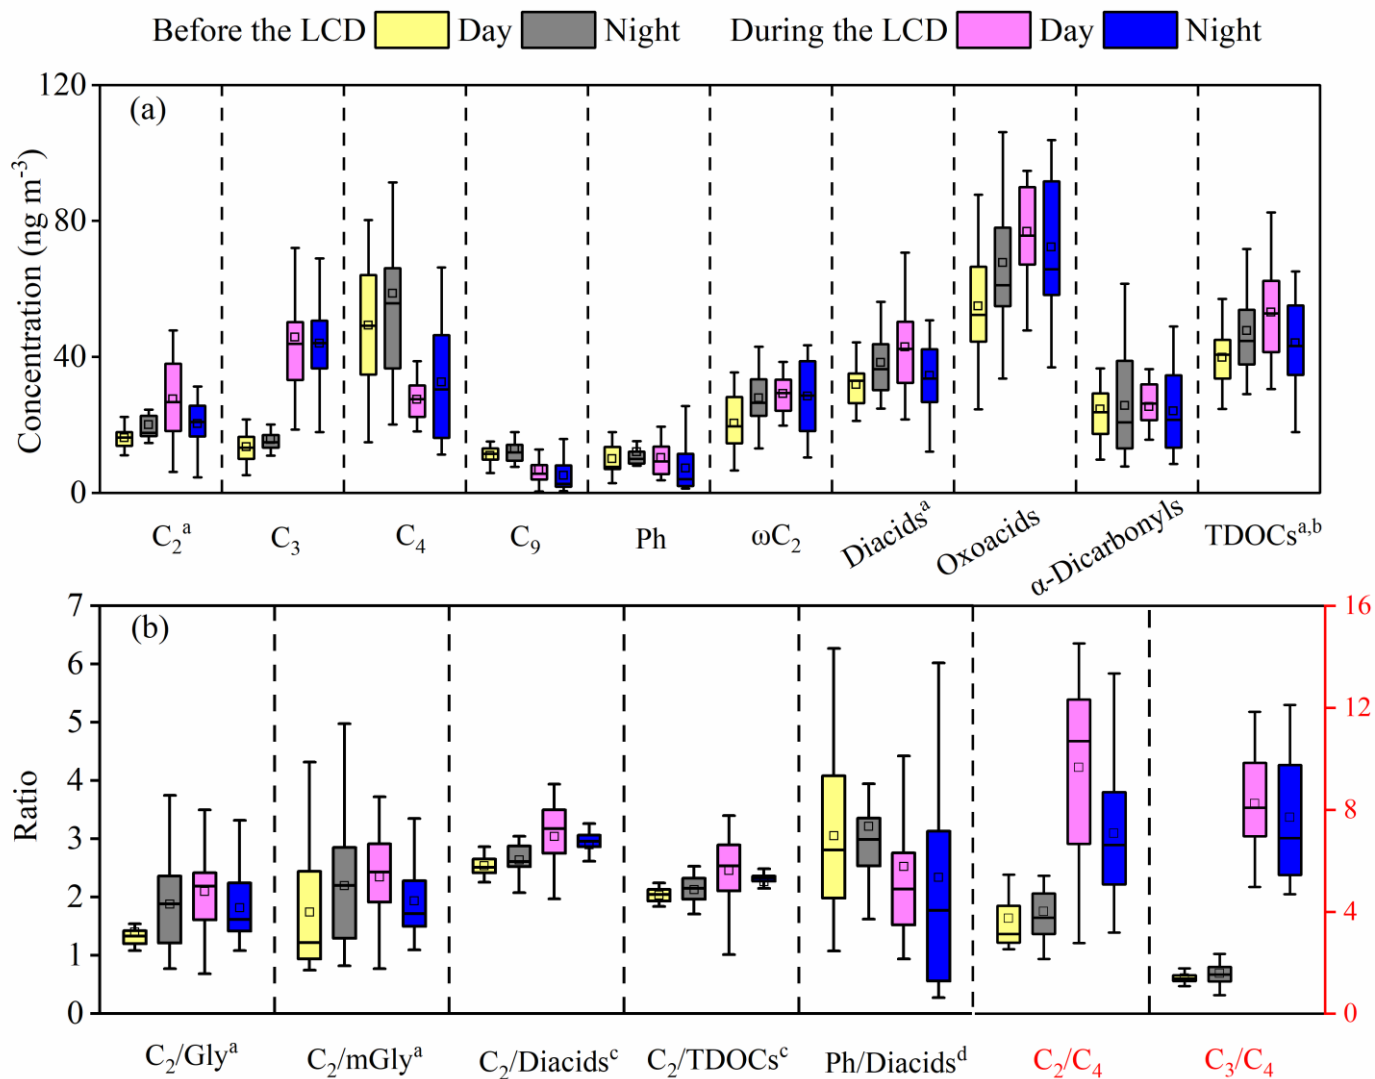 Before the LCD Day Night During the LCD Day Night
(a)
120
80
40
0
Concentration (ng m⁻³)
C₂ᵃ C₃ C₄ C₉ Ph ωC₂ Diacidsᵃ Oxoacids α-Dicarbonyls TDOCsᵃ,ᵇ
(b)
7
6
5
4
3
2
1
0
Ratio
16
12
8
4
0
C₂/Glyᵃ C₂/mGlyᵃ C₂/Diacidsᶜ C₂/TDOCsᶜ Ph/Diacidsᵈ C₂/C₄ C₃/C₄